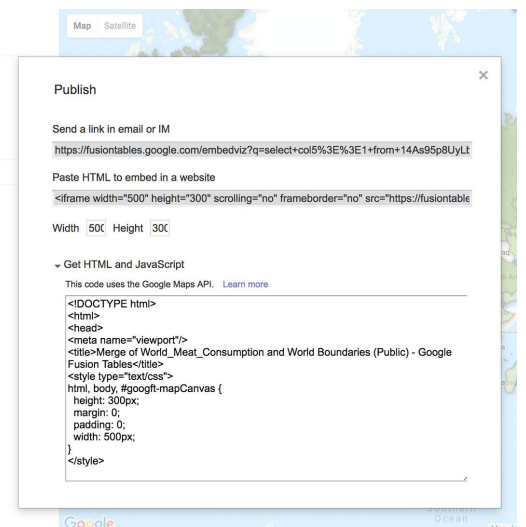 Map Satellite
Publish
Send a link in email or IM
https://fusiontables.google.com/embedviz?q=select+col5%3E%3E1+from+14As95p8UyLt
Paste HTML to embed in a website
<iframe width="500" height="300" scrolling="no" frameborder="no" src="https://fusiontable
Width 500 Height 300
Get HTML and JavaScript
This code uses the Google Maps API. Learn more
<!DOCTYPE html>
<html>
<head>
<meta name="viewport"/>
<title>Merge of World_Meat_Consumption and World Boundaries (Public) - Google
Fusion Tables</title>
<style type="text/css">
html, body, #googft-mapCanvas {
height: 300px;
margin: 0;
padding: 0;
width: 500px;
}
</style>
Google
Southern
Ocean